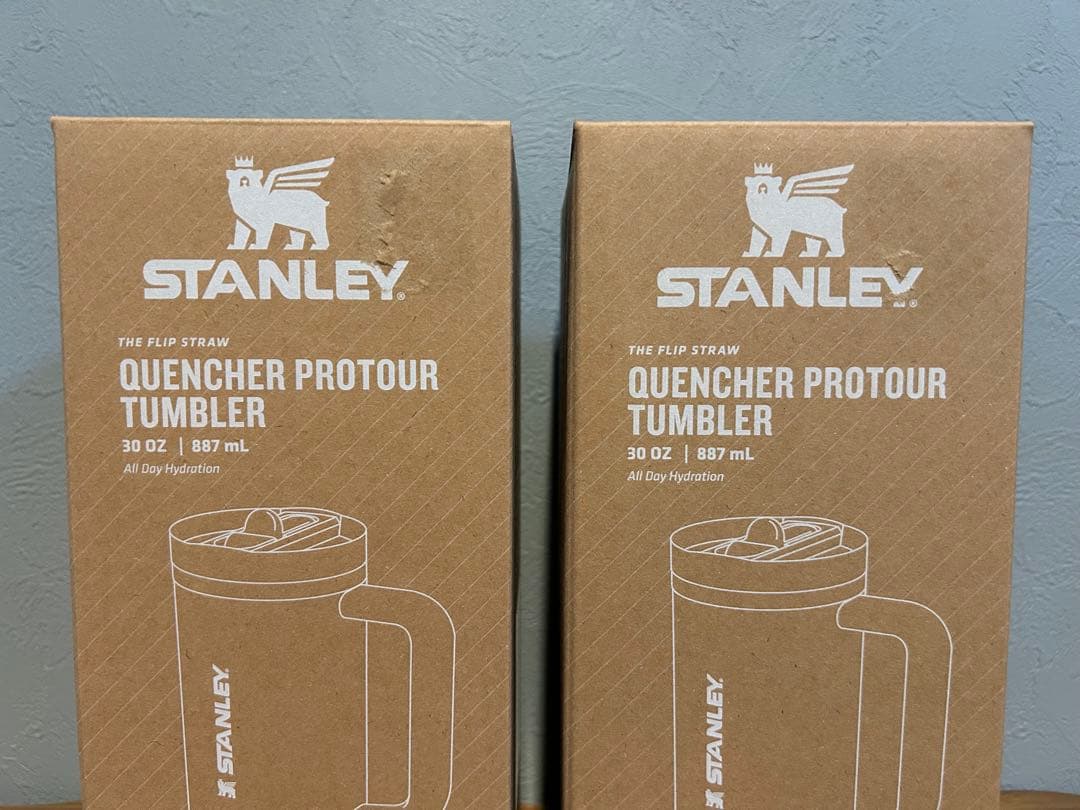 STANLEY®
THE FLIP STRAW
QUENCHER PROTOUR
TUMBLER
30 OZ | 887 mL
All Day Hydration
STANLEY.
STANLEY®
THE FLIP STRAW
QUENCHER PROTOUR
TUMBLER
30 OZ | 887 mL
All Day Hydration
STANLEY.